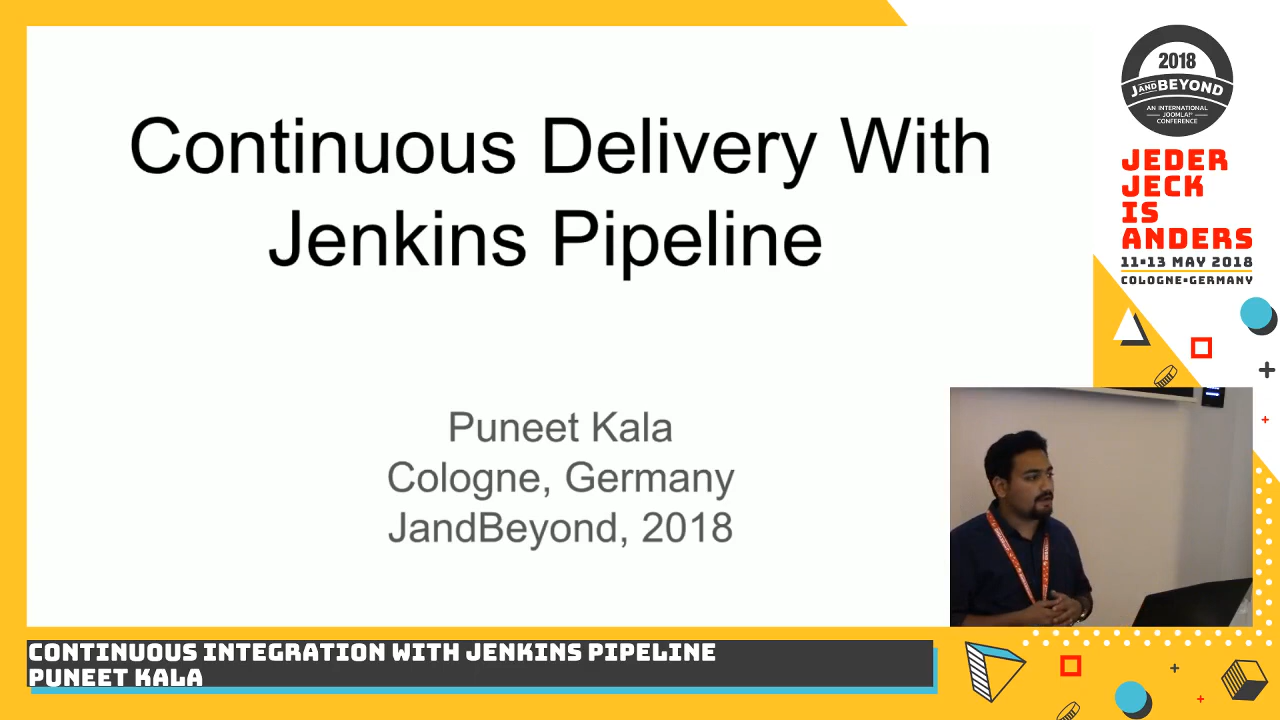 Continuous Delivery With
Jenkins Pipeline
Puneet Kala
Cologne, Germany
JandBeyond, 2018
2018
JANDBEYOND
AN INTERNATIONAL
JOOMLA!®
CONFERENCE
JEDER
JECK
IS
ANDERS
11-13 MAY 2018
COLOGNE•GERMANY
CONTINUOUS INTEGRATION WITH JENKINS PIPELINE
PUNEET KALA